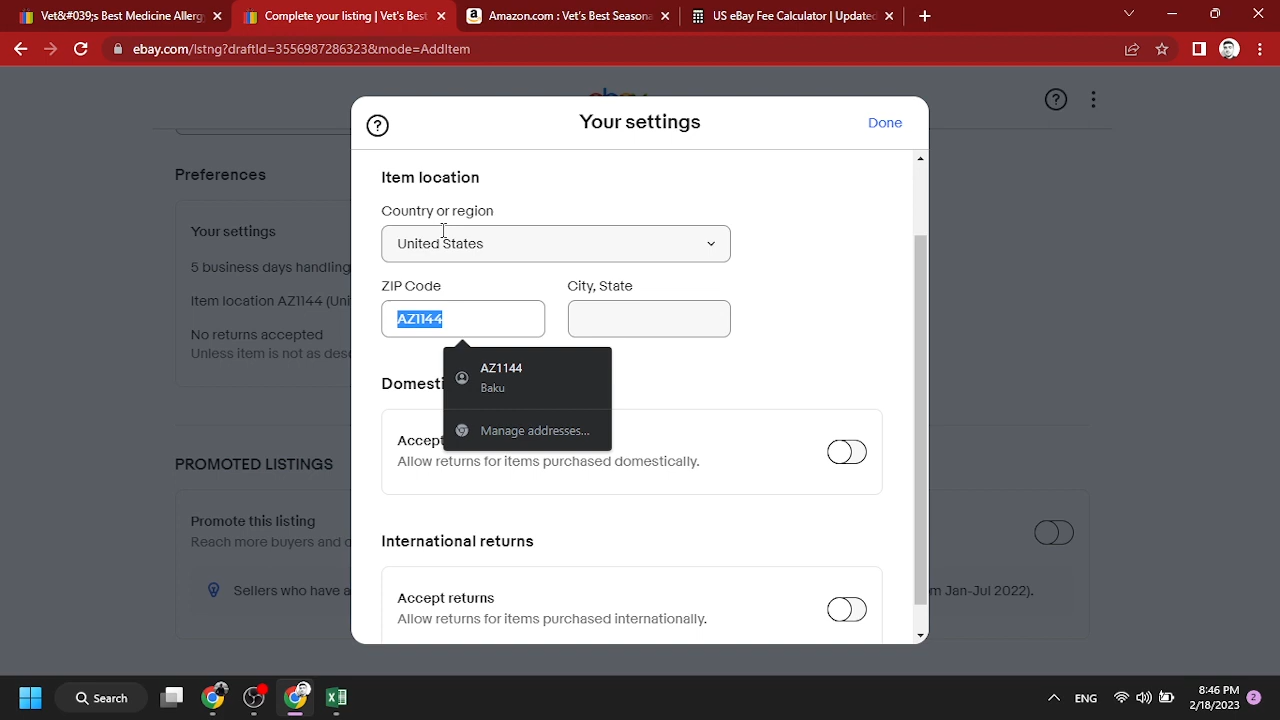 Vet&#039;s Best Medicine Allerg
Complete your listing | Vet's Best
Amazon.com : Vet's Best Seasona
US eBay Fee Calculator | Updated
ebay.com/lstng?draftId=3556987286323&mode=AddItem
Your settings
Done
Item location
Preferences
Country or region
Your settings
United States
5 business days handling
ZIP Code
City, State
Item location AZ1144 (Uni
AZ1144
No returns accepted
Unless item is not as desc
AZ1144
Baku
Domesti
Manage addresses...
Accept
Allow returns for items purchased domestically.
PROMOTED LISTINGS
Promote this listing
Reach more buyers and
International returns
Sellers who have a
m Jan-Jul 2022).
Accept returns
Allow returns for items purchased internationally.
Search
ENG
8:46 PM
2/18/2023
2